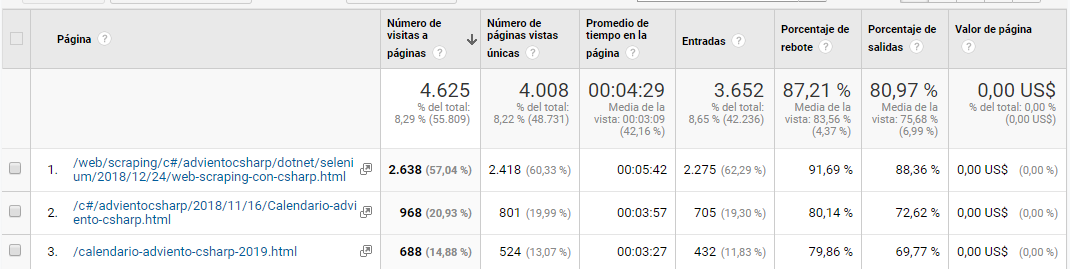 Página
Número de visitas a páginas
Número de páginas vistas únicas
Promedio de tiempo en la página
Entradas
Porcentaje de rebote
Porcentaje de salidas
Valor de página
4.625 4.008 00:04:29 3.652 87,21 % 80,97 % 0,00 US$
% del total: 8,29 % (55.809)
% del total: 8,22 % (48.731)
Media de la vista: 00:03:09 (42,16 %)
% del total: 8,65 % (42.236)
Media de la vista: 83,56 % (4,37 %)
Media de la vista: 75,68 % (6,99 %)
% del total: 0,00 % (0,00 US$)
1. /web/scraping/c#/advientocsharp/dotnet/seleni
um/2018/12/24/web-scraping-con-csharp.html
2.638 (57,04 %) 2.418 (60,33 %) 00:05:42 2.275 (62,29 %) 91,69 % 88,36 % 0,00 US$ (0,00 %)
2. /c#/advientocsharp/2018/11/16/Calendario-advi
ento-csharp.html
968 (20,93 %) 801 (19,99 %) 00:03:57 705 (19,30 %) 80,14 % 72,62 % 0,00 US$ (0,00 %)
3. /calendario-adviento-csharp-2019.html 688 (14,88 %) 524 (13,07 %) 00:03:27 432 (11,83 %) 79,86 % 69,77 % 0,00 US$ (0,00 %)